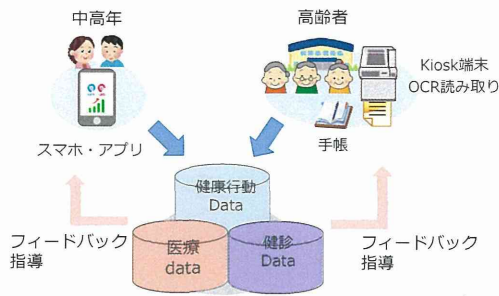 中高年
高齢者
Kiosk端末
OCR読み取り
スマホ・アプリ
手帳
健康行動
Data
医療
data
健診
Data
フィードバック
指導
フィードバック
指導